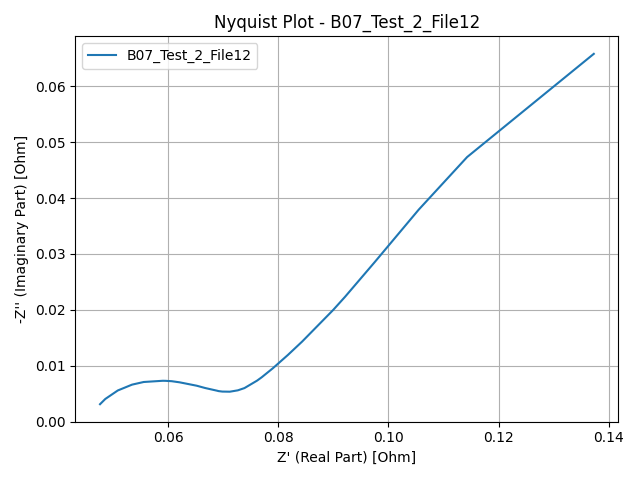 Nyquist Plot - B07_Test_2_File12
B07_Test_2_File12
-Z'' (Imaginary Part) [Ohm]
0.06
0.05
0.04
0.03
0.02
0.01
0.00
0.06 0.08 0.10 0.12 0.14
Z' (Real Part) [Ohm]